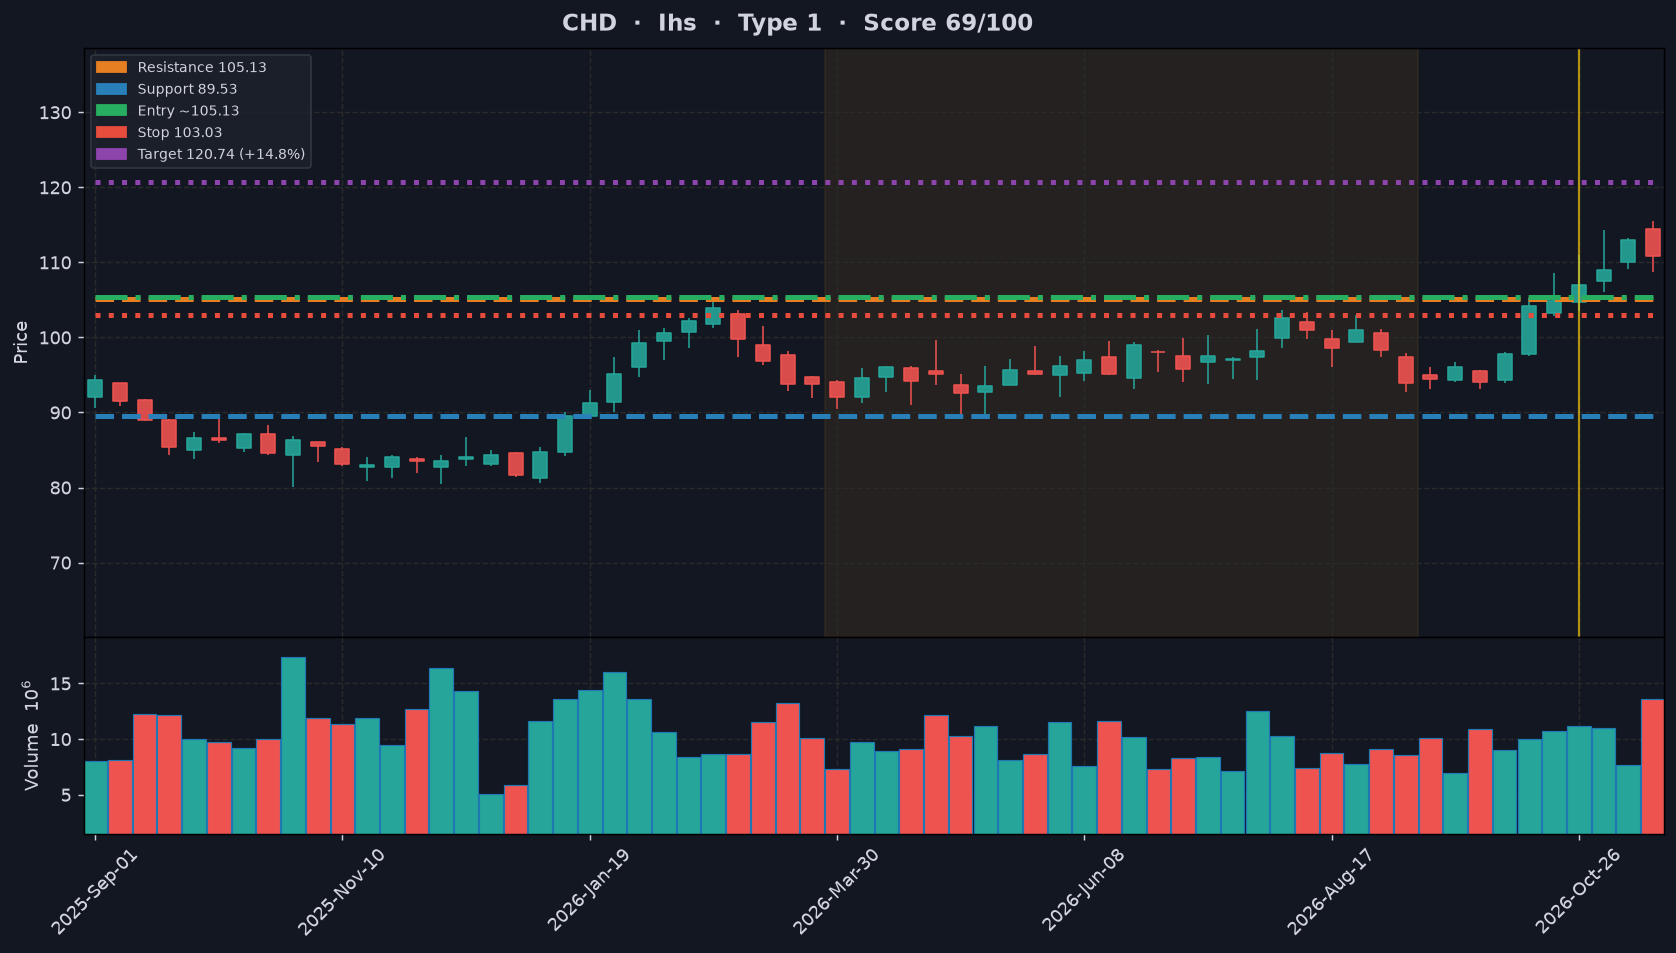 CHD · Ihs · Type 1 · Score 69/100
Resistance 105.13
Support 89.53
Entry ~105.13
Stop 103.03
Target 120.74 (+14.8%)
Price
130
120
110
100
90
80
70
Volume 10⁶
15
10
5
2025-Sep-01
2025-Nov-10
2026-Jan-19
2026-Mar-30
2026-Jun-08
2026-Aug-17
2026-Oct-26